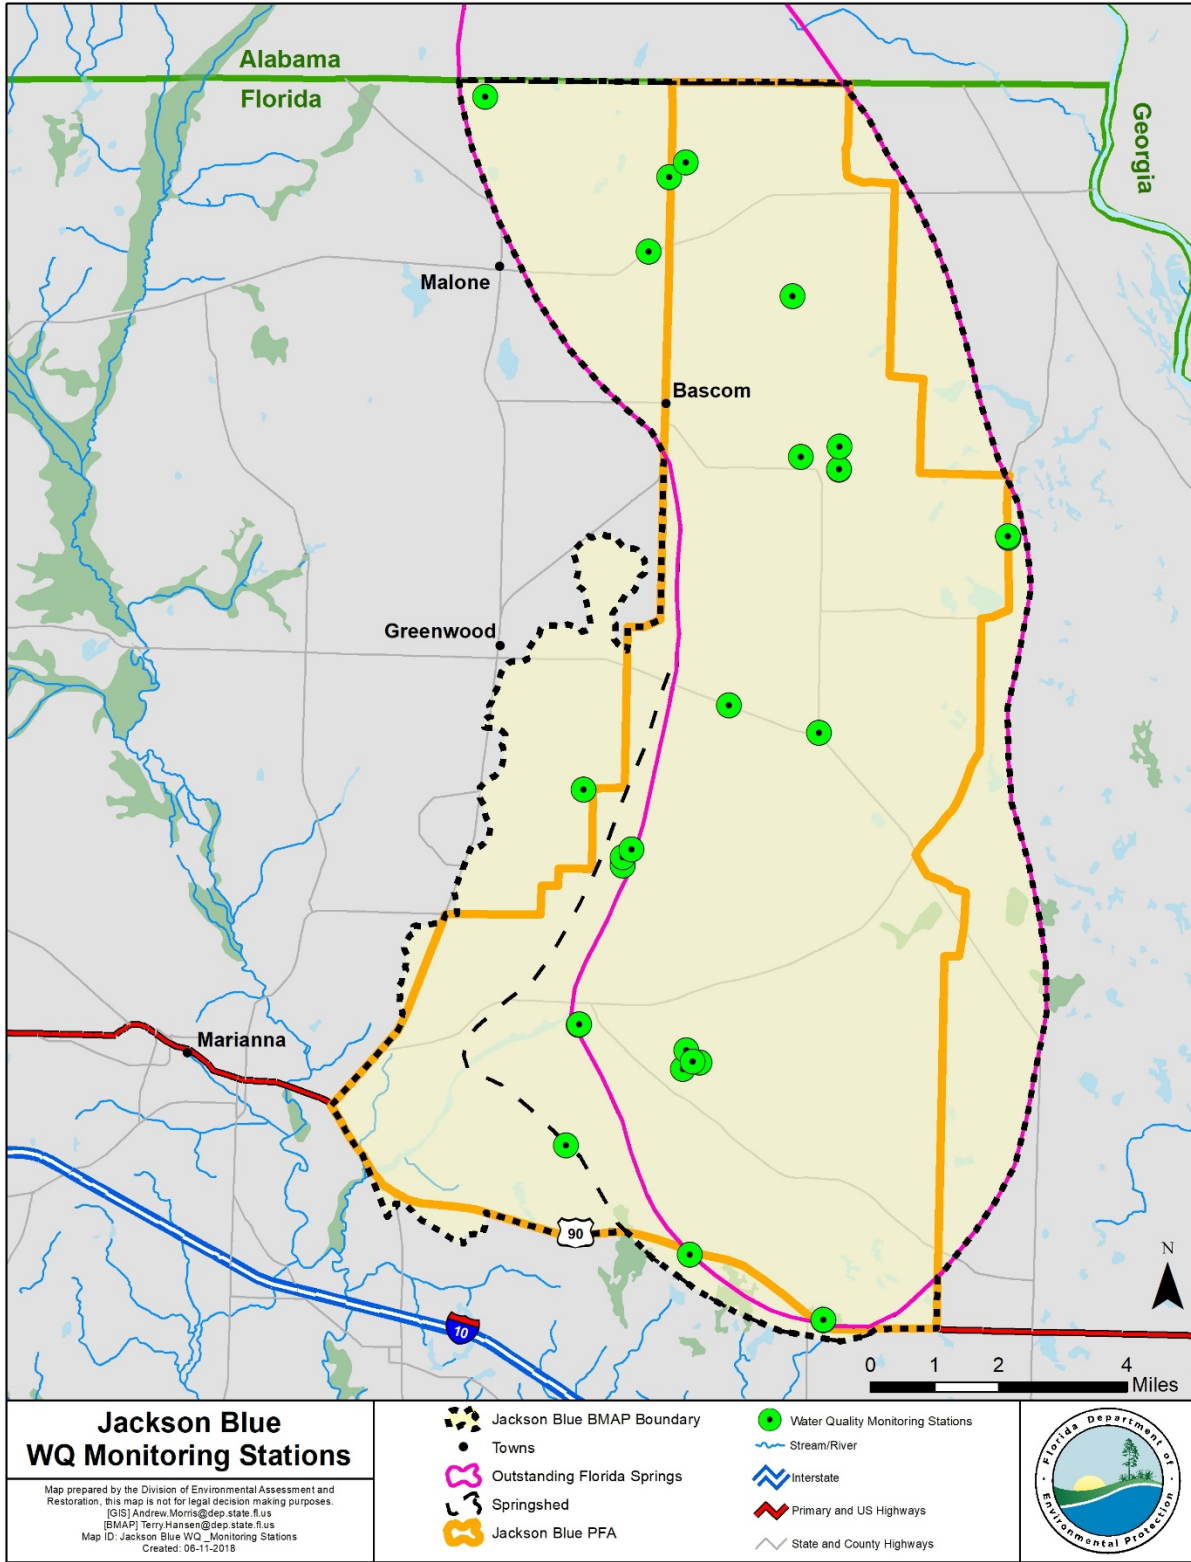 Alabama
Florida
Georgia
Malone
Bascom
Greenwood
Marianna
90
10
N
0 1 2 4
Miles
Jackson Blue
WQ Monitoring Stations
Map prepared by the Division of Environmental Assessment and
Restoration, this map is not for legal decision making purposes.
[GIS] Andrew.Morris@dep.state.fl.us
[BMAP] Terry.Hansen@dep.state.fl.us
Map ID: Jackson Blue WQ_Monitoring Stations
Created: 06-11-2018
Jackson Blue BMAP Boundary
Towns
Outstanding Florida Springs
Springshed
Jackson Blue PFA
Water Quality Monitoring Stations
Stream/River
Interstate
Primary and US Highways
State and County Highways
Florida Department of
Environmental Protection